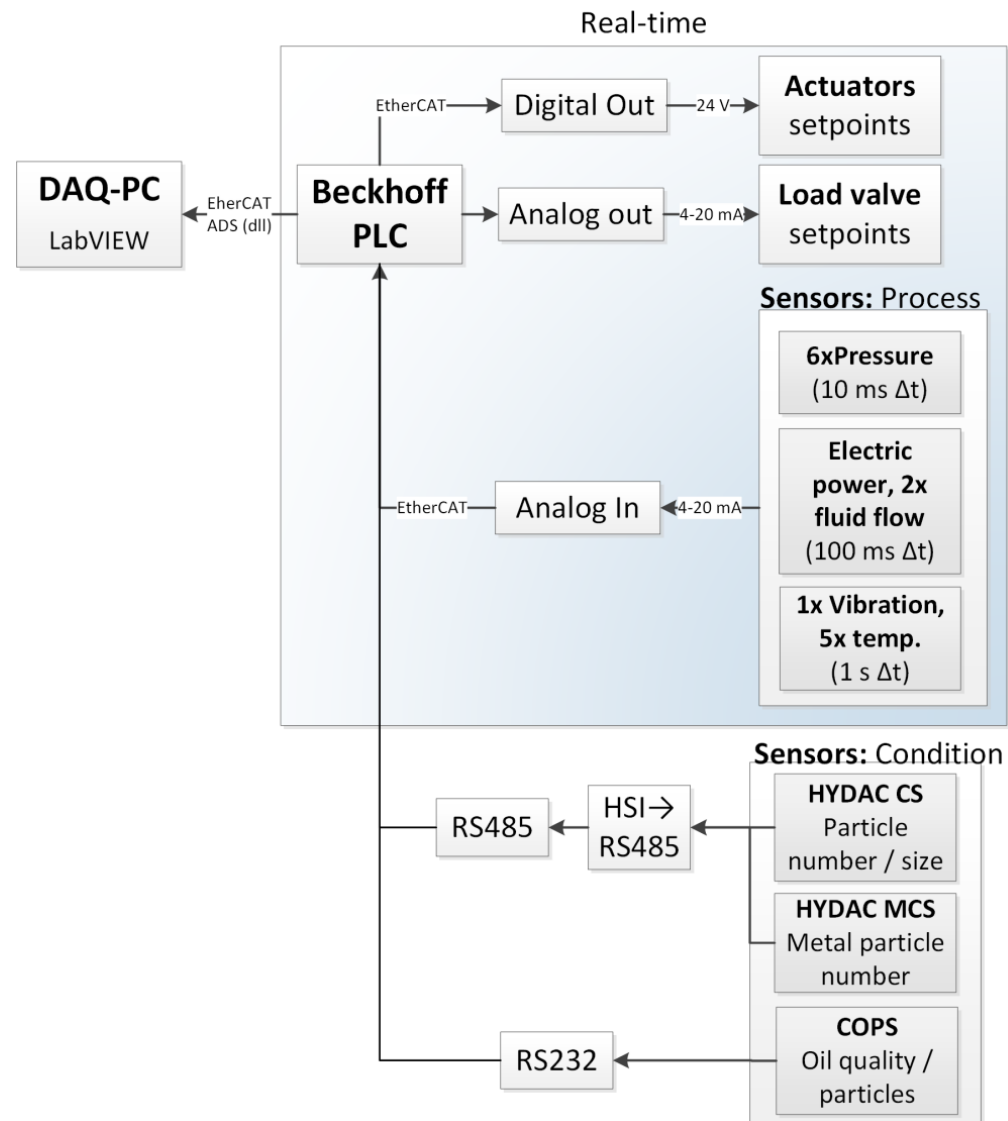 Real-time
EtherCAT
Digital Out
24 V
Actuators
setpoints
DAQ-PC
LabVIEW
EherCAT
ADS (dll)
Beckhoff
PLC
Analog out
4-20 mA
Load valve
setpoints
Sensors: Process
6xPressure
(10 ms Δt)
Electric
power, 2x
fluid flow
(100 ms Δt)
EtherCAT
Analog In
4-20 mA
1x Vibration,
5x temp.
(1 s Δt)
Sensors: Condition
HYDAC CS
Particle
number / size
RS485
HSI→
RS485
HYDAC MCS
Metal particle
number
COPS
Oil quality /
particles
RS232